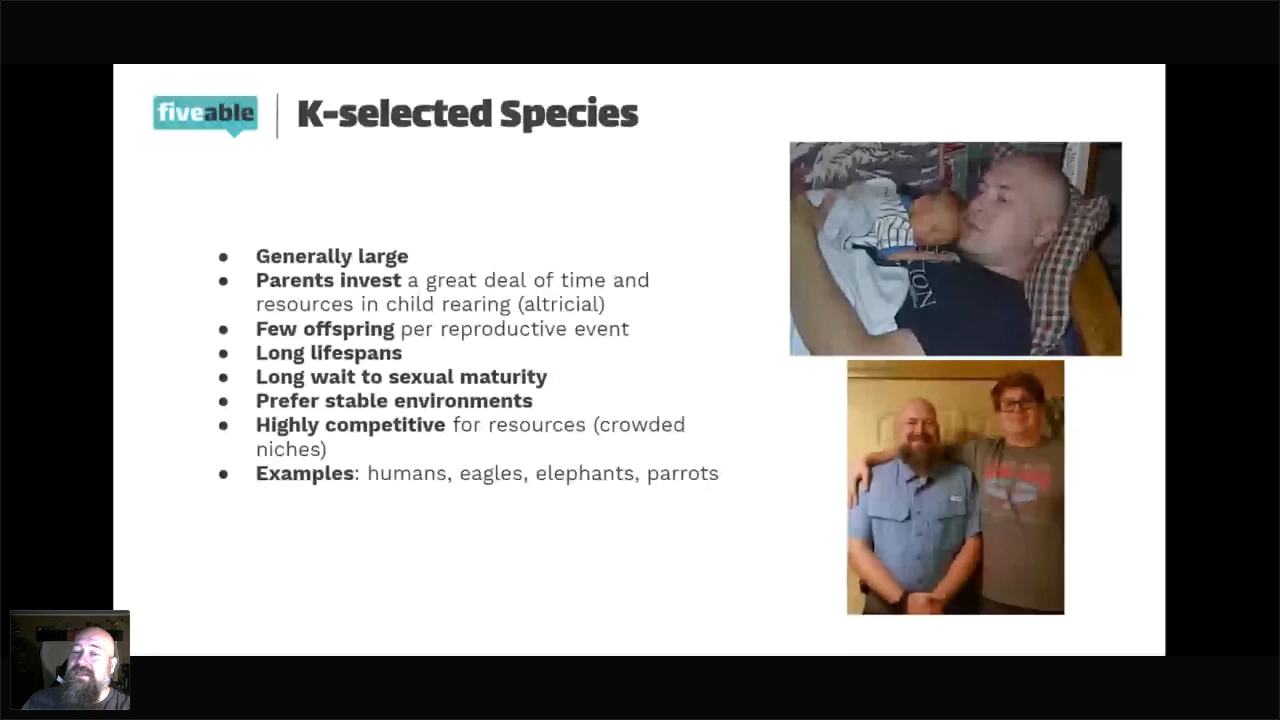 fiveable
K-selected Species
● Generally large
● Parents invest a great deal of time and
resources in child rearing (altricial)
● Few offspring per reproductive event
● Long lifespans
● Long wait to sexual maturity
● Prefer stable environments
● Highly competitive for resources (crowded
niches)
● Examples: humans, eagles, elephants, parrots